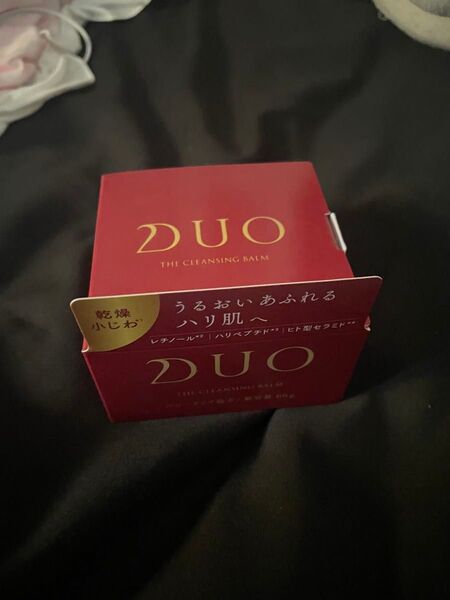 DUO
THE CLEANSING BALM
乾燥
小じわ
うるおいあふれる
ハリ肌へ
レチノール | ハリペプチド | ヒト型セラミド
DUO
THE CLEANSING BALM